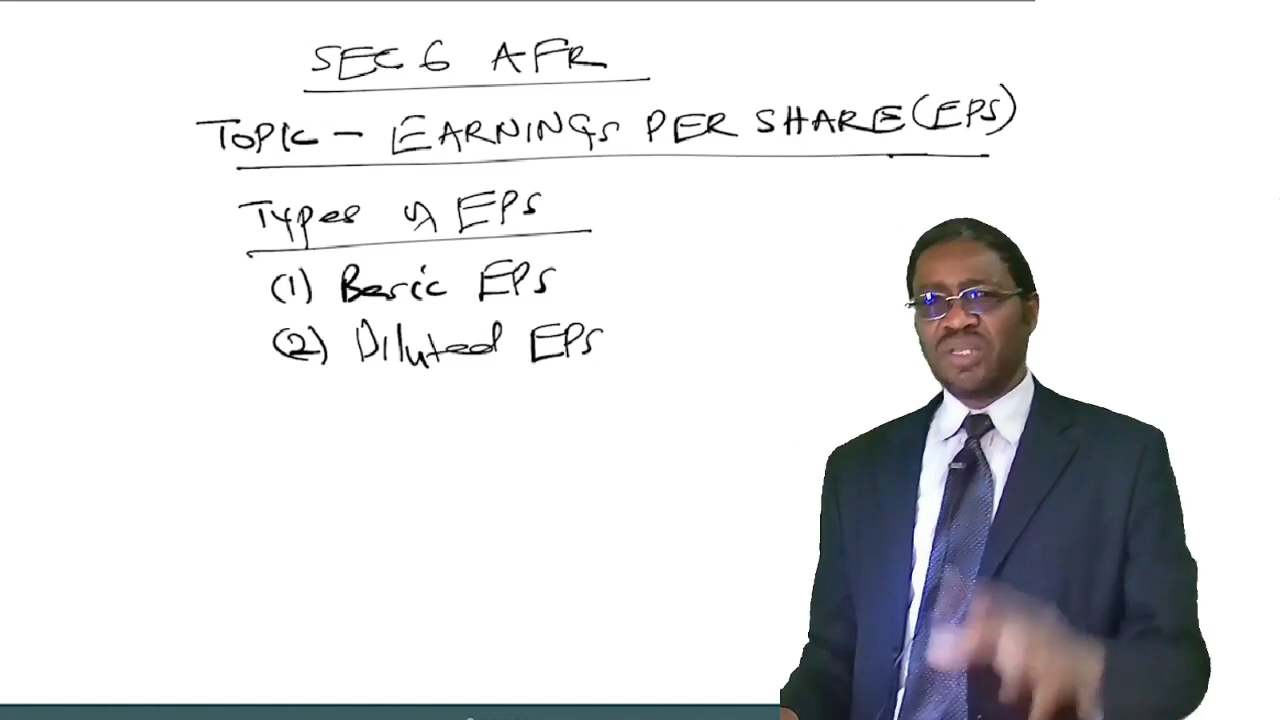 SEC 6 AFR
TOPIC - EARNINGS PER SHARE (EPS)
Types of EPS
(1) Basic EPS
(2) Diluted EPS